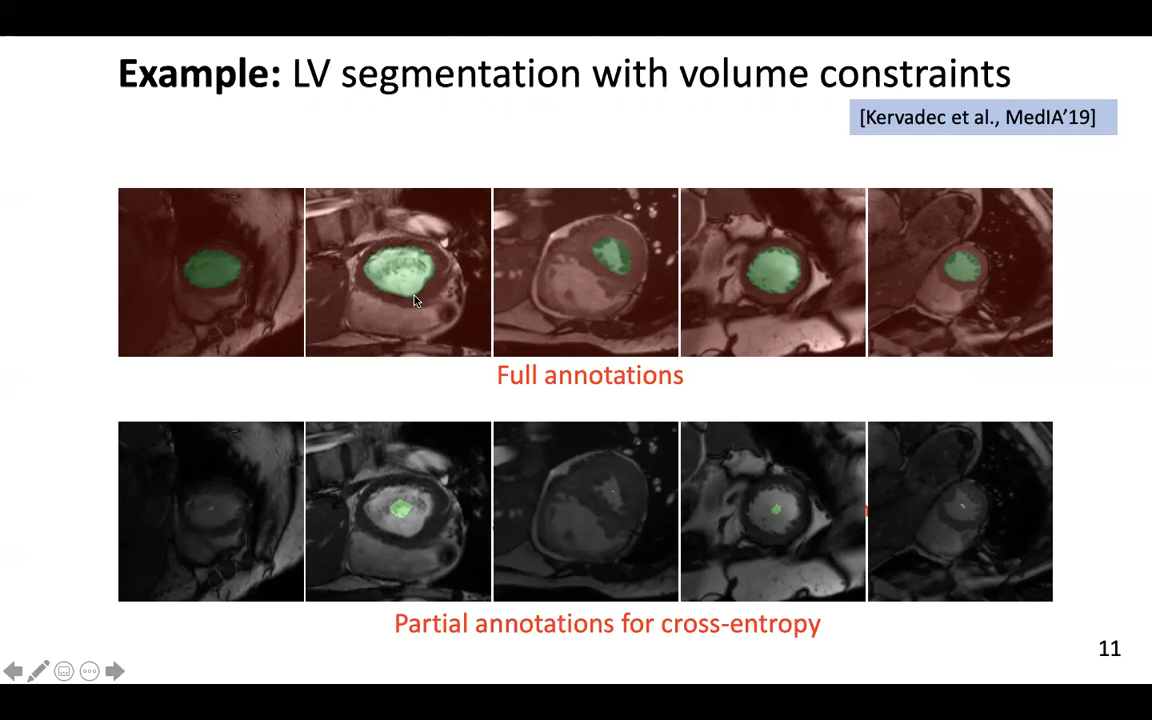 Example: LV segmentation with volume constraints
[Kervadec et al., MedIA’19]
Full annotations
Partial annotations for cross-entropy
11